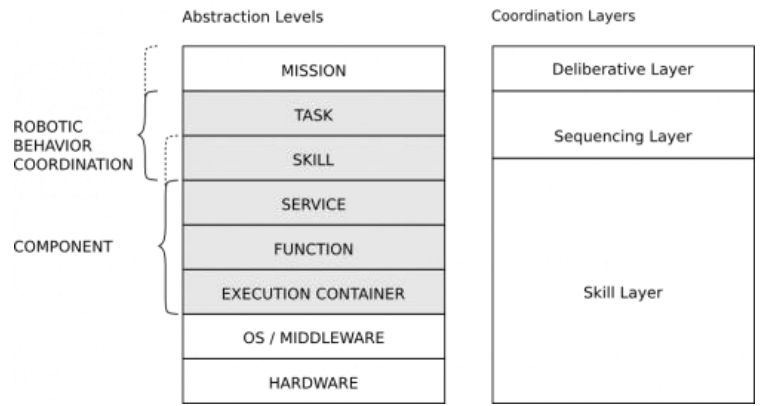 Abstraction Levels
Coordination Layers
MISSION
TASK
SKILL
SERVICE
FUNCTION
EXECUTION CONTAINER
OS / MIDDLEWARE
HARDWARE
ROBOTIC
BEHAVIOR
COORDINATION
COMPONENT
Deliberative Layer
Sequencing Layer
Skill Layer